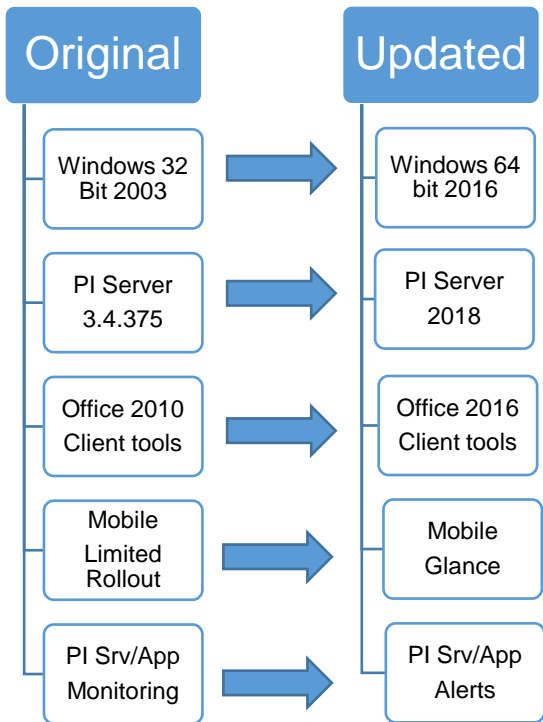 Original
Updated
Windows 32
Bit 2003
Windows 64
bit 2016
PI Server
3.4.375
PI Server
2018
Office 2010
Client tools
Office 2016
Client tools
Mobile
Limited
Rollout
Mobile
Glance
PI Srv/App
Monitoring
PI Srv/App
Alerts